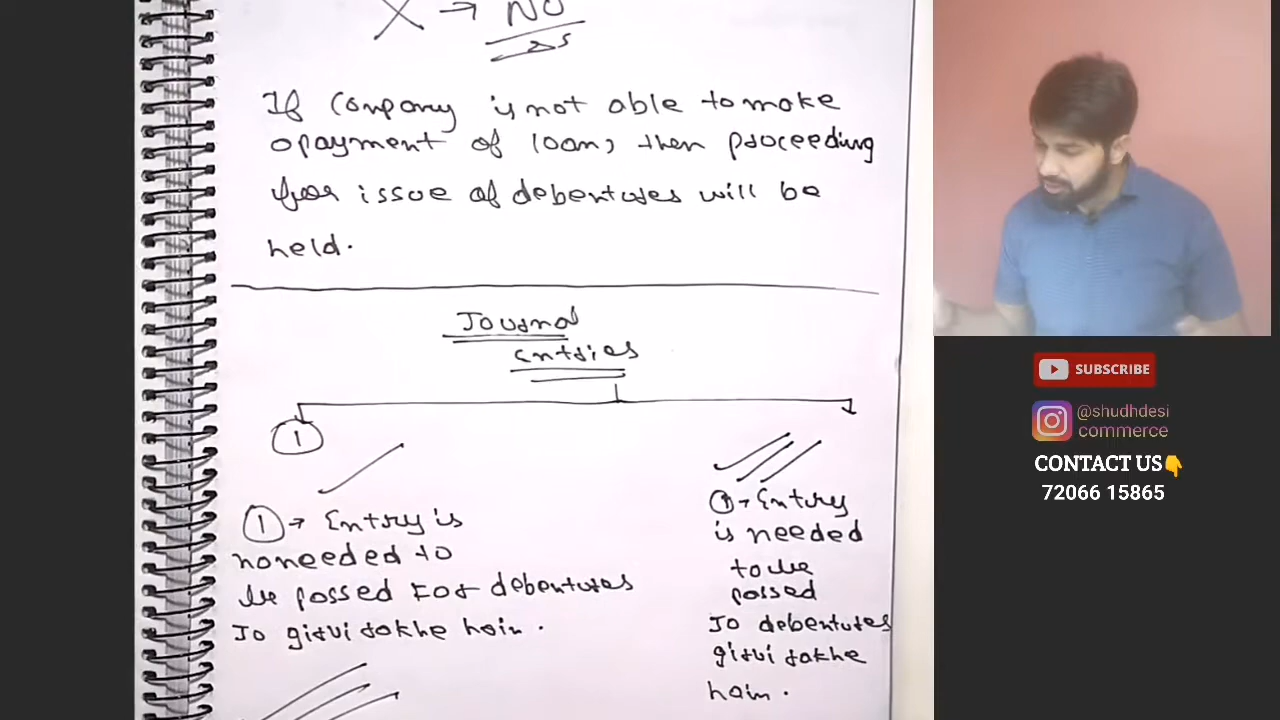 X → NO
If Company is not able to make
payment of loan, then proceeding
for issue of debentures will be
held.
Journal
Entries
1
1 → Entry is
no needed to
be passed For debentures
Jo girvi rakhe hain.
1 → Entry
is needed
to be
passed
Jo debentures
girvi rakhe
hain.
SUBSCRIBE
@shudhdesi
commerce
CONTACT US👇
72066 15865